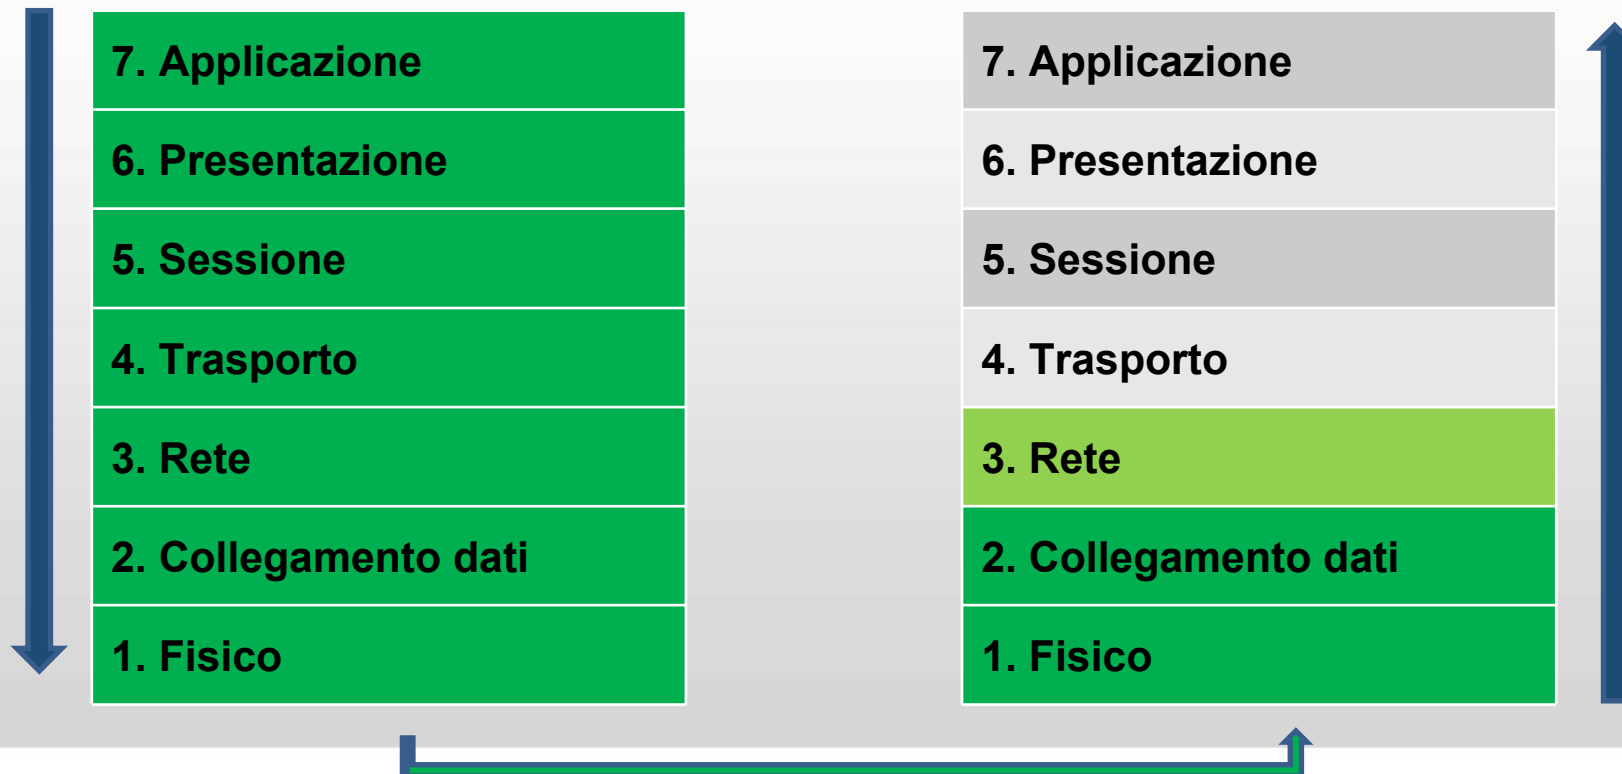 7. Applicazione
6. Presentazione
5. Sessione
4. Trasporto
3. Rete
2. Collegamento dati
1. Fisico
7. Applicazione
6. Presentazione
5. Sessione
4. Trasporto
3. Rete
2. Collegamento dati
1. Fisico